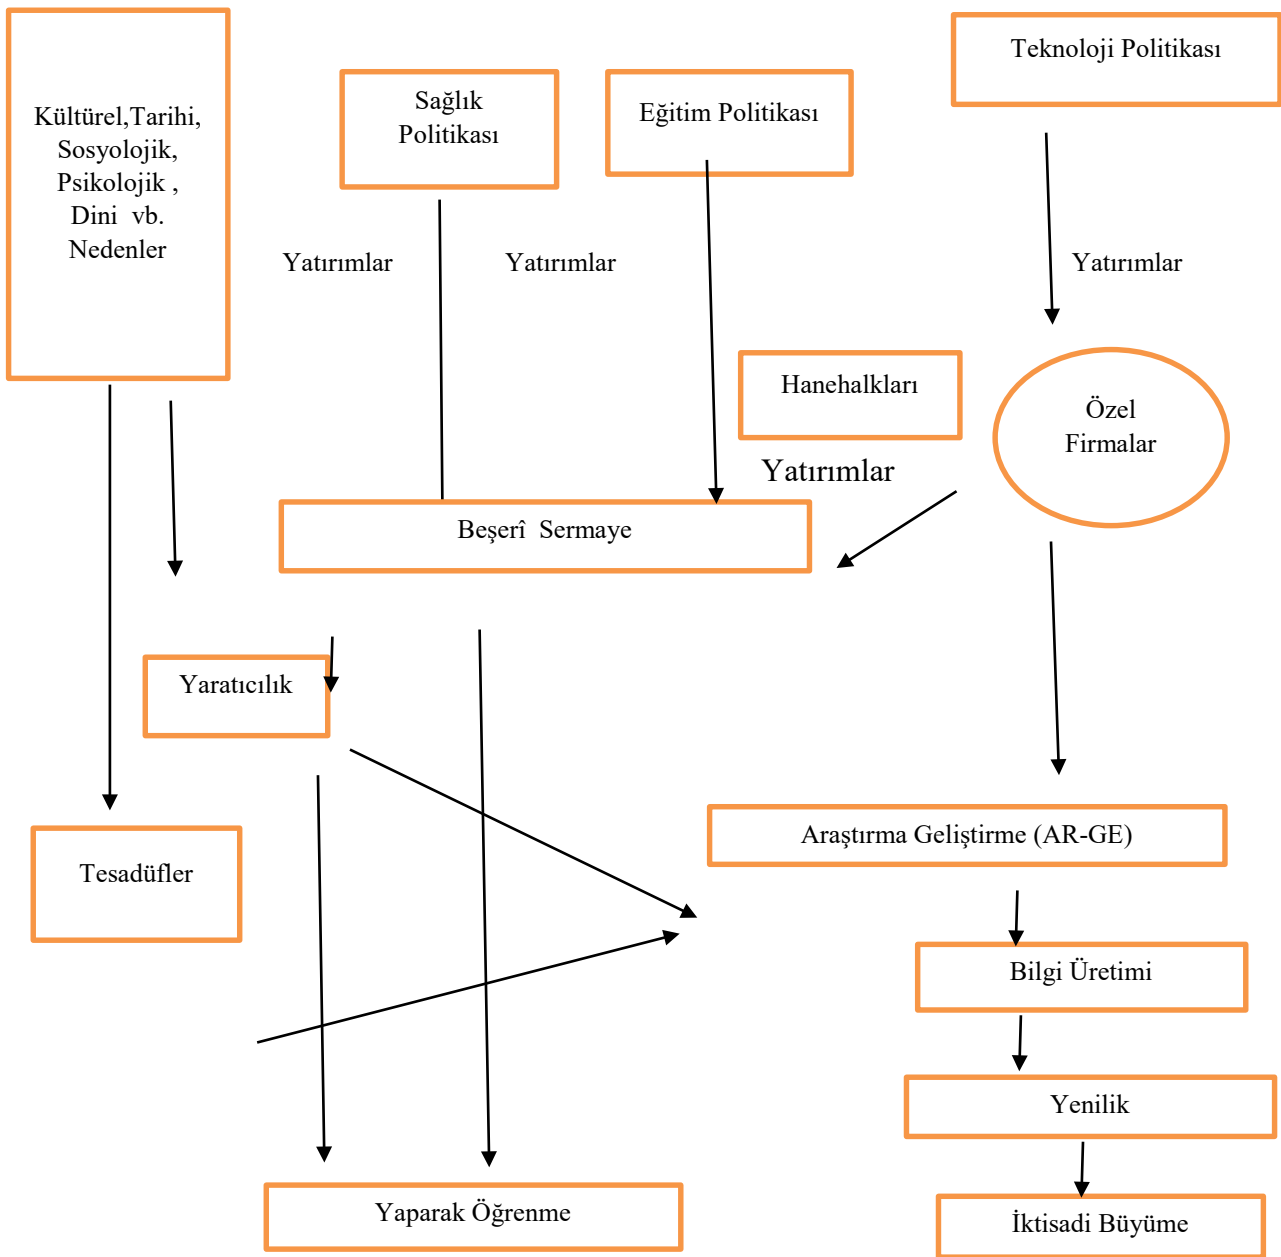 Teknoloji Politikası
Kültürel,Tarihi,
Sosyolojik,
Psikolojik ,
Dini vb.
Nedenler
Sağlık
Politikası
Eğitim Politikası
Yatırımlar
Yatırımlar
Yatırımlar
Hanehalkları
Özel
Firmalar
Yatırımlar
Beşerî Sermaye
Yaratıcılık
Araştırma Geliştirme (AR-GE)
Tesadüfler
Bilgi Üretimi
Yenilik
Yaparak Öğrenme
İktisadi Büyüme